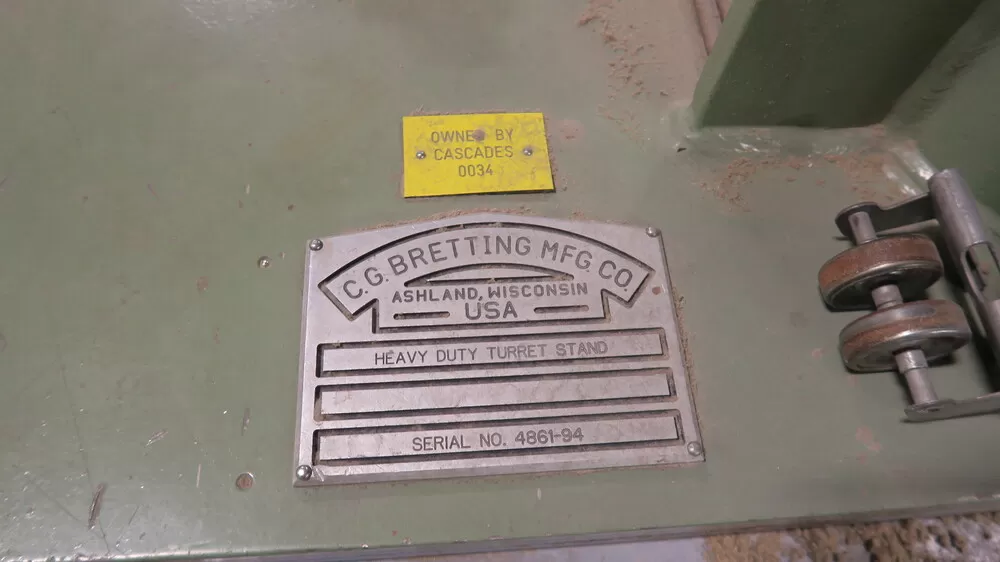 OWNED BY
CASCADES
0034
C.G. BRETTING MFG. CO.
ASHLAND, WISCONSIN
USA
HEAVY DUTY TURRET STAND
SERIAL NO. 4861-94